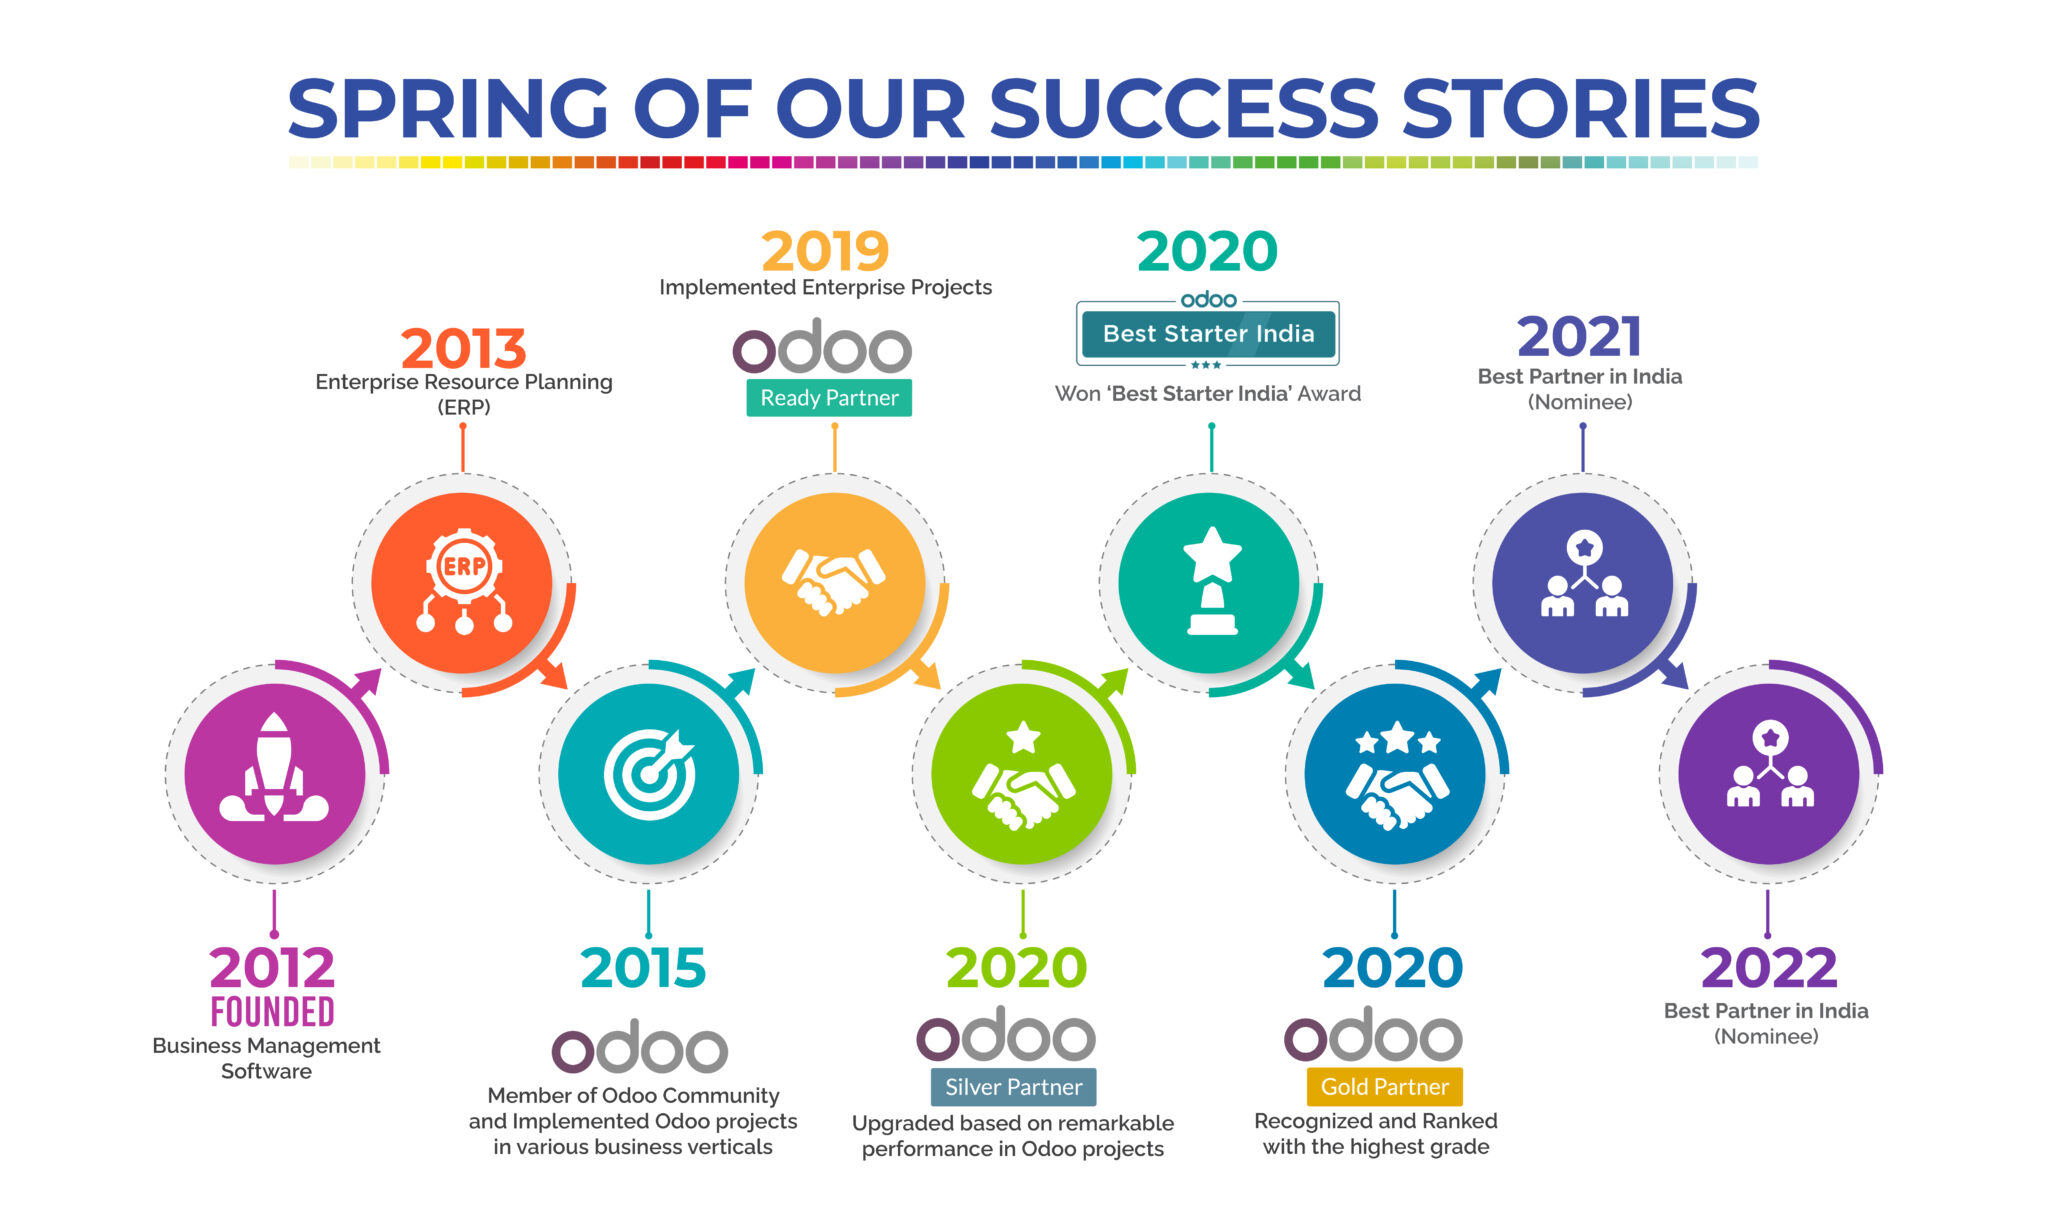 SPRING OF OUR SUCCESS STORIES
2012
FOUNDED
Business Management
Software
2013
Enterprise Resource Planning
(ERP)
ERP
2015
odoo
Member of Odoo Community
and Implemented Odoo projects
in various business verticals
2019
Implemented Enterprise Projects
odoo
Ready Partner
2020
odoo
Silver Partner
Upgraded based on remarkable
performance in Odoo projects
2020
odoo
Best Starter India
Won ‘Best Starter India’ Award
2020
odoo
Gold Partner
Recognized and Ranked
with the highest grade
2021
Best Partner in India
(Nominee)
2022
Best Partner in India
(Nominee)